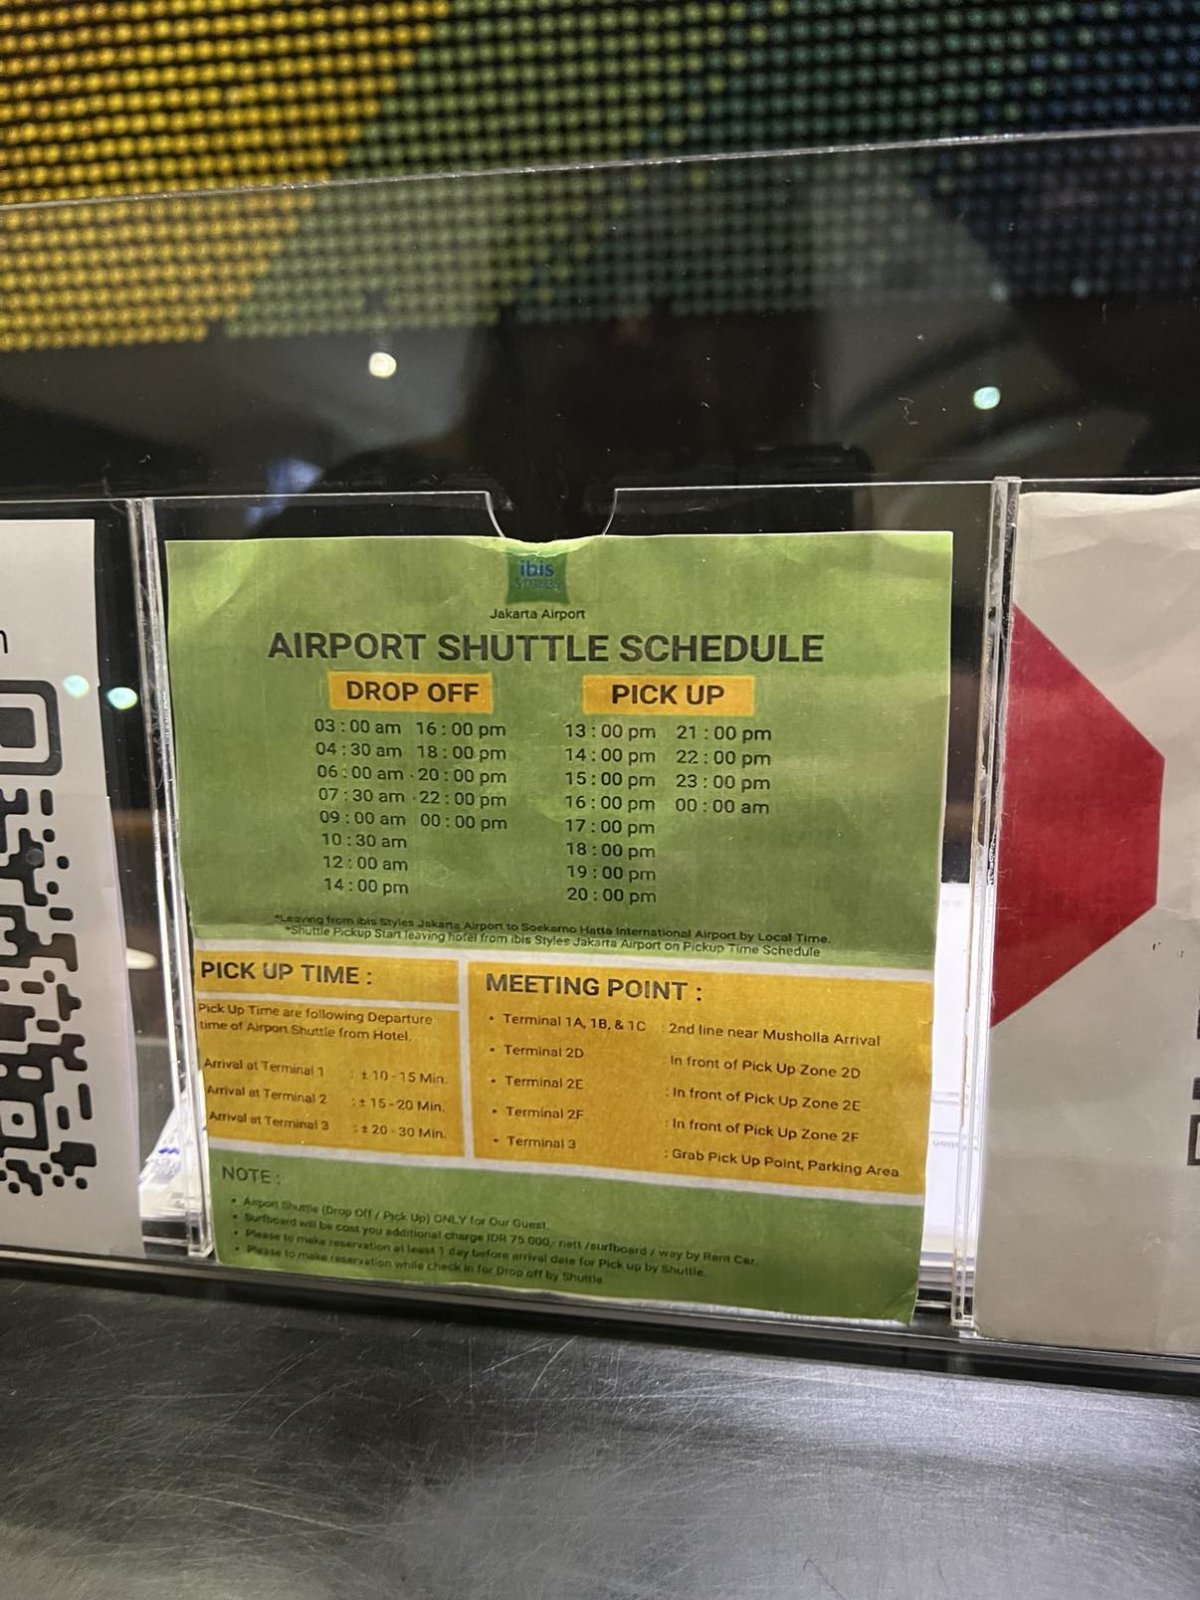 n
ibis
STYLES
Jakarta Airport
AIRPORT SHUTTLE SCHEDULE
DROP OFF
03 : 00 am 16 : 00 pm
04 : 30 am 18 : 00 pm
06 : 00 am 20 : 00 pm
07 : 30 am 22 : 00 pm
09 : 00 am 00 : 00 pm
10 : 30 am
12 : 00 am
14 : 00 pm
PICK UP
13 : 00 pm 21 : 00 pm
14 : 00 pm 22 : 00 pm
15 : 00 pm 23 : 00 pm
16 : 00 pm 00 : 00 am
17 : 00 pm
18 : 00 pm
19 : 00 pm
20 : 00 pm
*Leaving from ibis Styles Jakarta Airport to Soekarno Hatta International Airport by Local Time.
*Shuttle Pickup Start leaving hotel from ibis Styles Jakarta Airport on Pickup Time Schedule
PICK UP TIME :
Pick Up Time are following Departure
time of Airport Shuttle from Hotel.
Arrival at Terminal 1 : ± 10 - 15 Min.
Arrival at Terminal 2 : ± 15 - 20 Min.
Arrival at Terminal 3 : ± 20 - 30 Min.
MEETING POINT :
• Terminal 1A, 1B, & 1C : 2nd line near Musholla Arrival
• Terminal 2D : In front of Pick Up Zone 2D
• Terminal 2E : In front of Pick Up Zone 2E
• Terminal 2F : In front of Pick Up Zone 2F
• Terminal 3 : Grab Pick Up Point, Parking Area
NOTE :
• Airport Shuttle (Drop Off / Pick Up) ONLY for Our Guest.
• Surfboard will be cost you additional charge IDR 75.000,- nett /surfboard / way by Rent Car.
• Please to make reservation at least 1 day before arrival date for Pick up by Shuttle.
• Please to make reservation while check in for Drop off by Shuttle